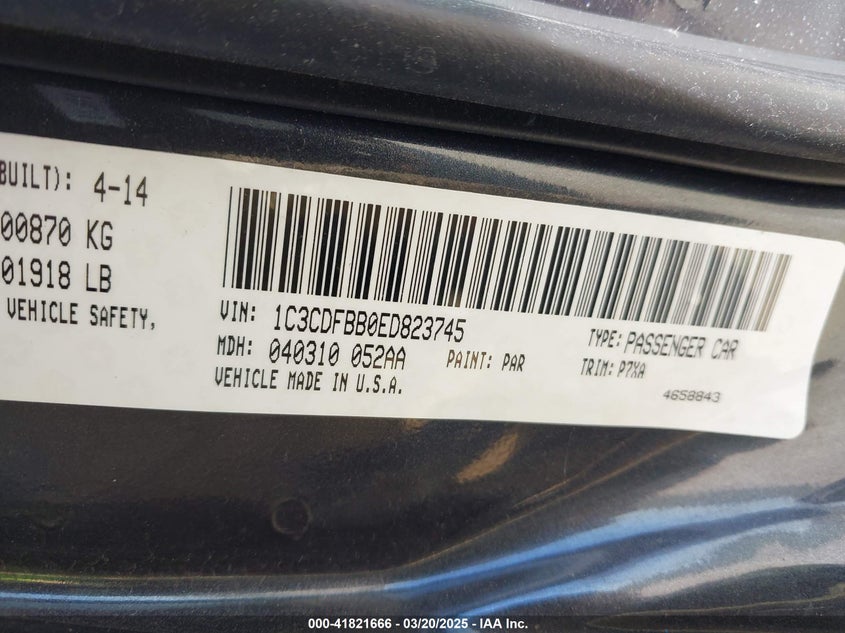 BUILT): 4-14
00870 KG
01918 LB
VEHICLE SAFETY,
VIN: 1C3CDFBB0ED823745
MDH: 040310 052AA PAINT: PAR
VEHICLE MADE IN U.S.A.
TYPE: PASSENGER CAR
TRIM: P7XA
4658843
000-41821666 - 03/20/2025 - IAA Inc.